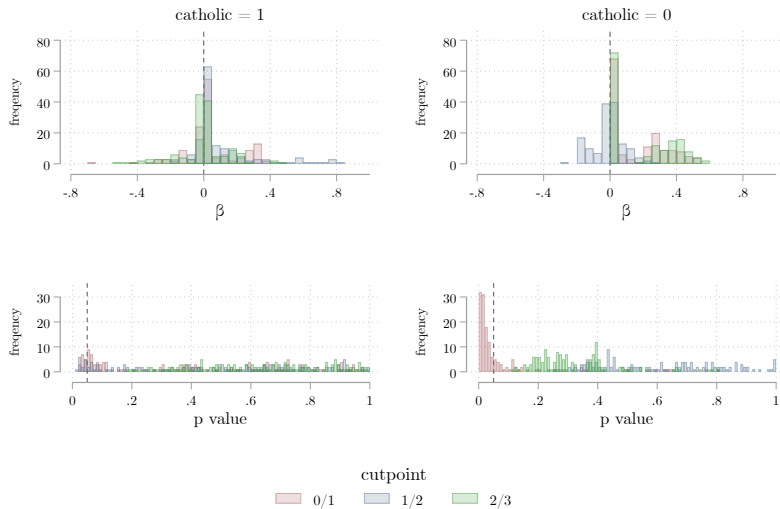 catholic = 1
catholic = 0
80
60
40
20
0
freqency
-.8 -.4 0 .4 .8
β
80
60
40
20
0
freqency
-.8 -.4 0 .4 .8
β
30
20
10
0
freqency
0 .2 .4 .6 .8 1
p value
30
20
10
0
freqency
0 .2 .4 .6 .8 1
p value
cutpoint
0/1 1/2 2/3